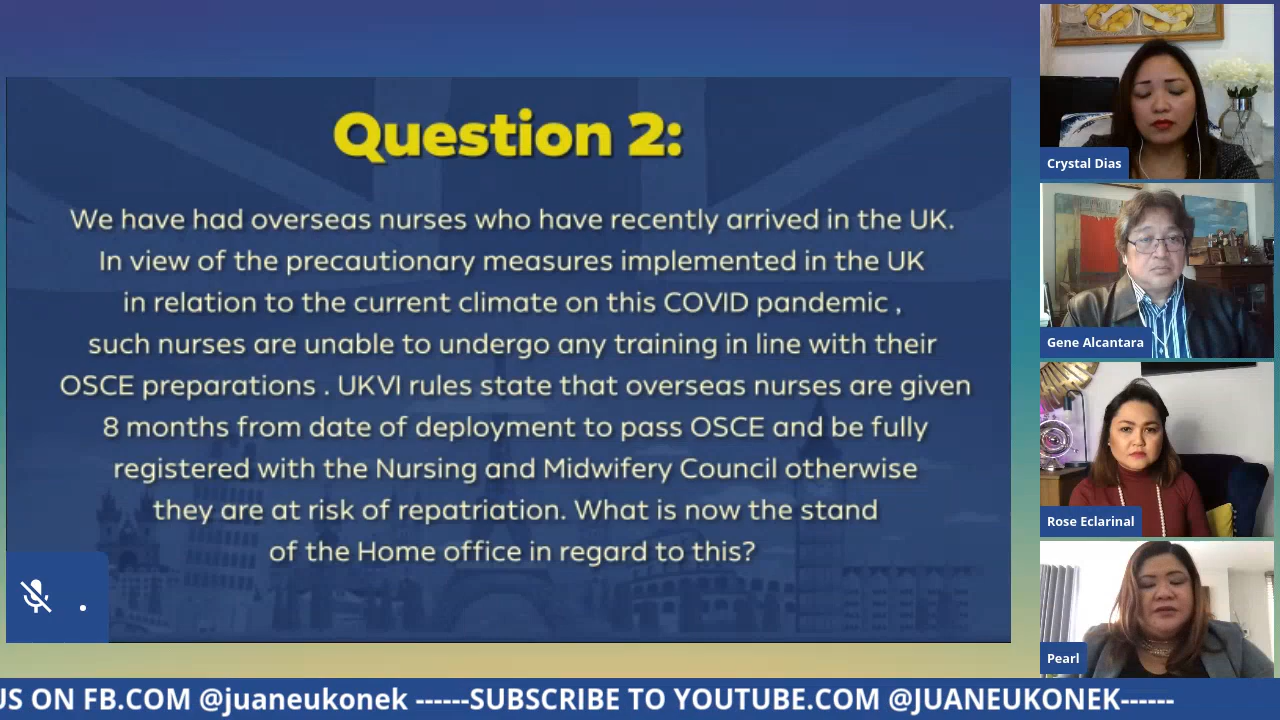 Question 2:
We have had overseas nurses who have recently arrived in the UK.
In view of the precautionary measures implemented in the UK
in relation to the current climate on this COVID pandemic ,
such nurses are unable to undergo any training in line with their
OSCE preparations . UKVI rules state that overseas nurses are given
8 months from date of deployment to pass OSCE and be fully
registered with the Nursing and Midwifery Council otherwise
they are at risk of repatriation. What is now the stand
of the Home office in regard to this?
.
Crystal Dias
Gene Alcantara
Rose Eclarinal
Pearl
US ON FB.COM @juaneukonek ------SUBSCRIBE TO YOUTUBE.COM @JUANEUKONEK------